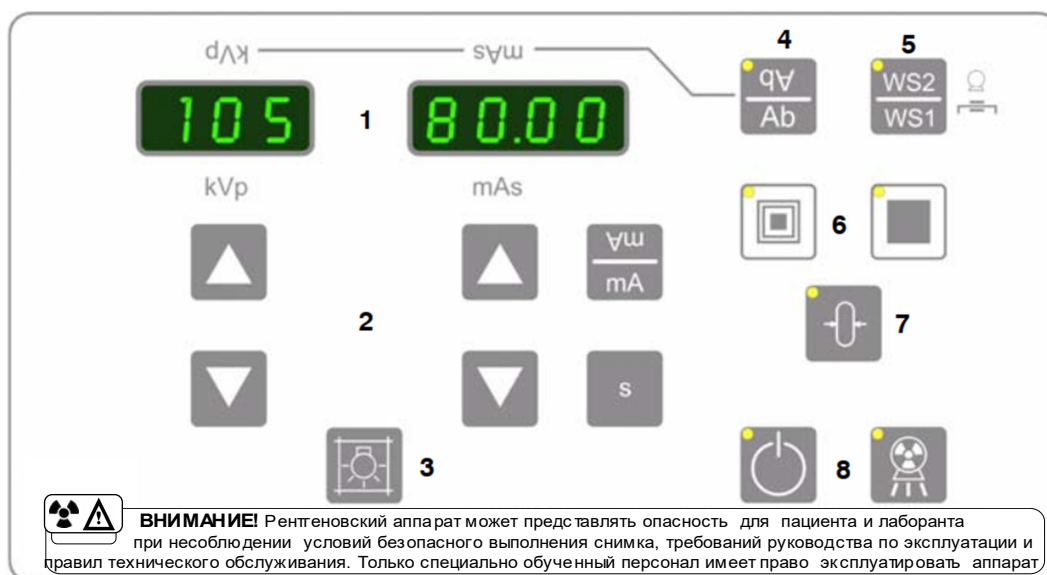 4 5
kVp mAs
Ab WS2
Ab WS1
105 1 80.00
kVp mAs
6
mA
mA
7
2
s
3 8
ВНИМАНИЕ! Рентгеновский аппарат может представлять опасность для пациента и лаборанта
при несоблюдении условий безопасного выполнения снимка, требований руководства по эксплуатации и
правил технического обслуживания. Только специально обученный персонал имеет право эксплуатировать аппарат